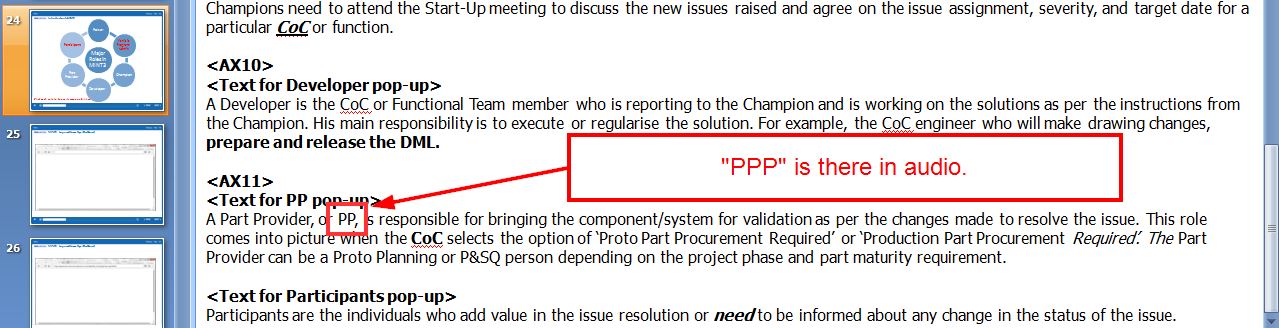 24
Major
Roles in
MINT2
Champion
Developer
Champions need to attend the Start-Up meeting to discuss the new issues raised and agree on the issue assignment, severity, and target date for a
particular CoC or function.
<AX10>
<Text for Developer pop-up>
A Developer is the CoC or Functional Team member who is reporting to the Champion and is working on the solutions as per the instructions from
the Champion. His main responsibility is to execute or regularise the solution. For example, the CoC engineer who will make drawing changes,
prepare and release the DML.
"PPP" is there in audio.
25
<AX11>
<Text for PP pop-up>
A Part Provider, or PP, is responsible for bringing the component/system for validation as per the changes made to resolve the issue. This role
comes into picture when the CoC selects the option of ‘Proto Part Procurement Required’ or ‘Production Part Procurement Required’. The Part
Provider can be a Proto Planning or P&SQ person depending on the project phase and part maturity requirement.
26
<Text for Participants pop-up>
Participants are the individuals who add value in the issue resolution or need to be informed about any change in the status of the issue.